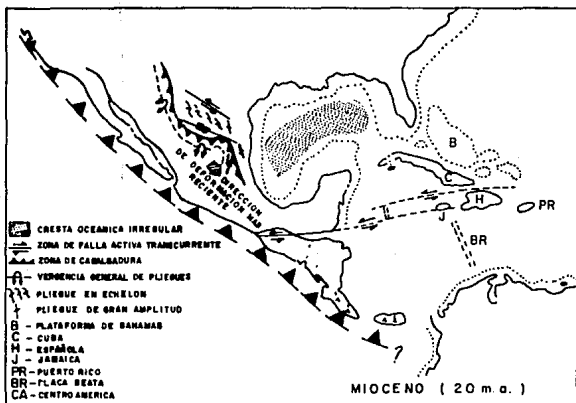 DIRECCION
DE DEFORMACION MAS
RECIENTE
B
C
H
J
PR
BR
?
CRESTA OCEANICA IRREGULAR
ZONA DE FALLA ACTIVA TRANSCURRENTE
ZONA DE CABALGADURA
VERGENCIA GENERAL DE PLIEGUES
PLIEGUE EN ECHELON
PLIEGUE DE GRAN AMPLITUD
B - PLATAFORMA DE BAHAMAS
C - CUBA
H - ESPAÑOLA
J - JAMAICA
PR - PUERTO RICO
BR - PLACA BEATA
CA - CENTROAMERICA
MIOCENO ( 20 m.a. )